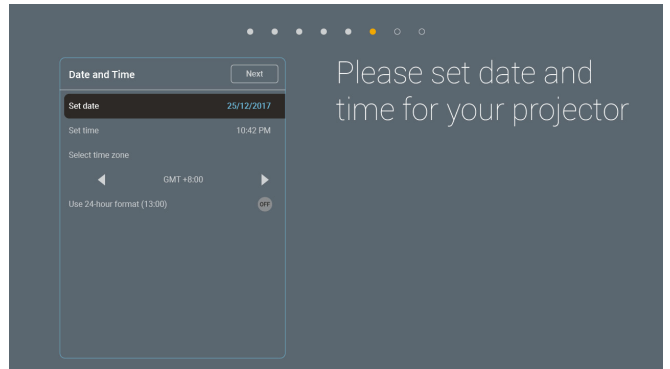 Date and Time Next
Set date 25/12/2017
Set time 10:42 PM
Select time zone
GMT +8:00
Use 24-hour format (13:00) OFF
Please set date and
time for your projector